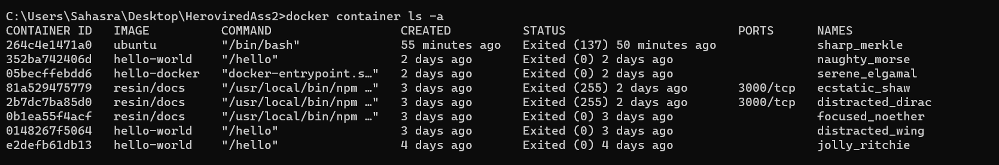 C:\Users\Sahasra\Desktop\HeroviredAss2>docker container ls -a
CONTAINER ID   IMAGE          COMMAND                  CREATED          STATUS                        PORTS      NAMES
264c4e1471a0   ubuntu         "/bin/bash"              55 minutes ago   Exited (137) 50 minutes ago              sharp_merkle
352ba742406d   hello-world    "/hello"                 2 days ago       Exited (0) 2 days ago                    naughty_morse
05becffebdd6   hello-docker   "docker-entrypoint.s…"   2 days ago       Exited (0) 2 days ago                    serene_elgamal
81a529475779   resin/docs     "/usr/local/bin/npm …"   3 days ago       Exited (255) 2 days ago       3000/tcp   ecstatic_shaw
2b7dc7ba85d0   resin/docs     "/usr/local/bin/npm …"   3 days ago       Exited (255) 2 days ago       3000/tcp   distracted_dirac
0b1ea55f4acf   resin/docs     "/usr/local/bin/npm …"   3 days ago       Exited (0) 3 days ago                    focused_noether
0148267f5064   hello-world    "/hello"                 3 days ago       Exited (0) 3 days ago                    distracted_wing
e2defb61db13   hello-world    "/hello"                 4 days ago       Exited (0) 4 days ago                    jolly_ritchie